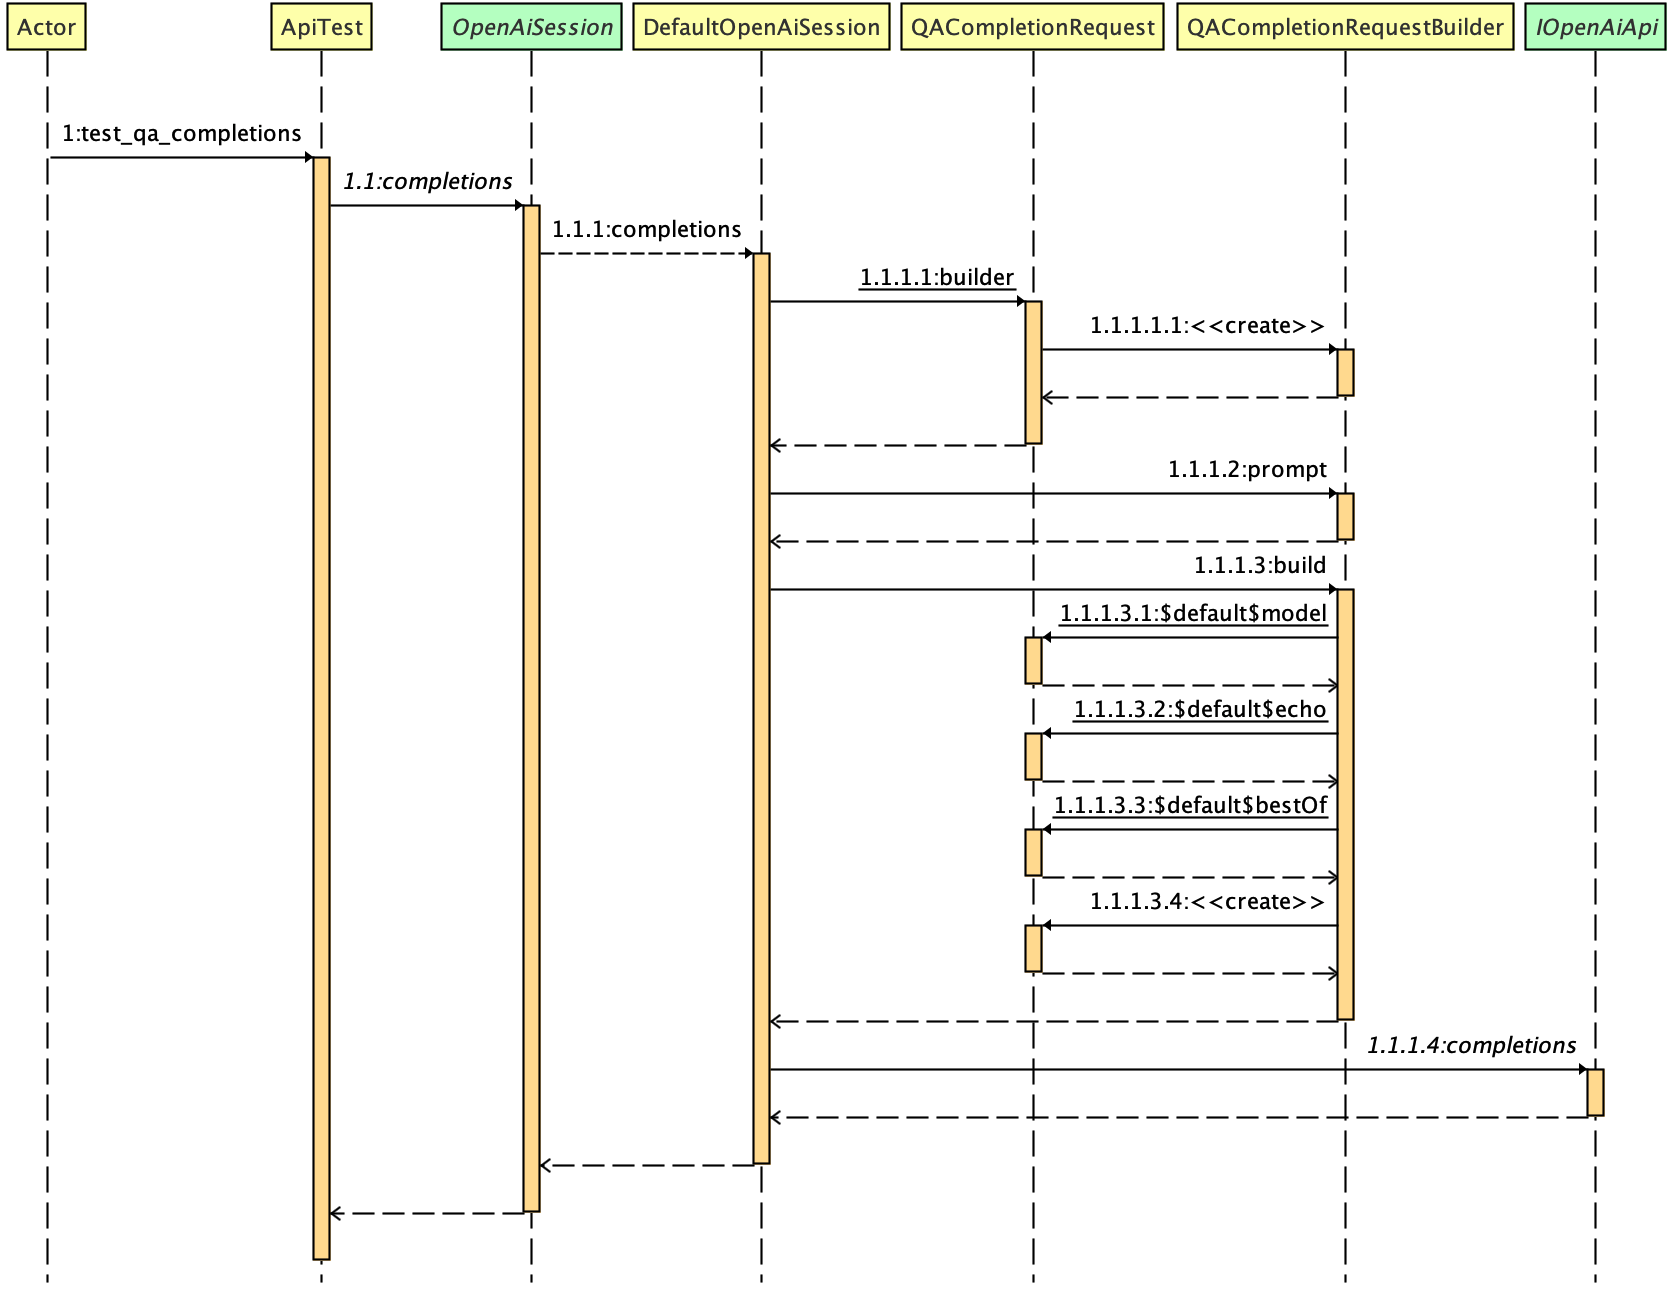 Actor
ApiTest
OpenAiSession
DefaultOpenAiSession
QACompletionRequest
QACompletionRequestBuilder
IOpenAiApi
1:test_qa_completions
1.1:completions
1.1.1:completions
1.1.1.1:builder
1.1.1.1.1:<<create>>
1.1.1.2:prompt
1.1.1.3:build
1.1.1.3.1:$default$model
1.1.1.3.2:$default$echo
1.1.1.3.3:$default$bestOf
1.1.1.3.4:<<create>>
1.1.1.4:completions